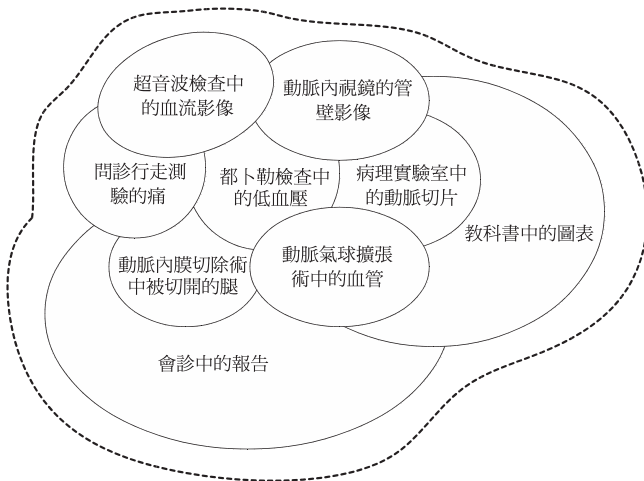 超音波檢查中
的血流影像
動脈內視鏡的管
壁影像
問診行走測
驗的痛
都卜勒檢查中
的低血壓
病理實驗室中
的動脈切片
教科書中的圖表
動脈內膜切除術
中被切開的腿
動脈氣球擴張
術中的血管
會診中的報告